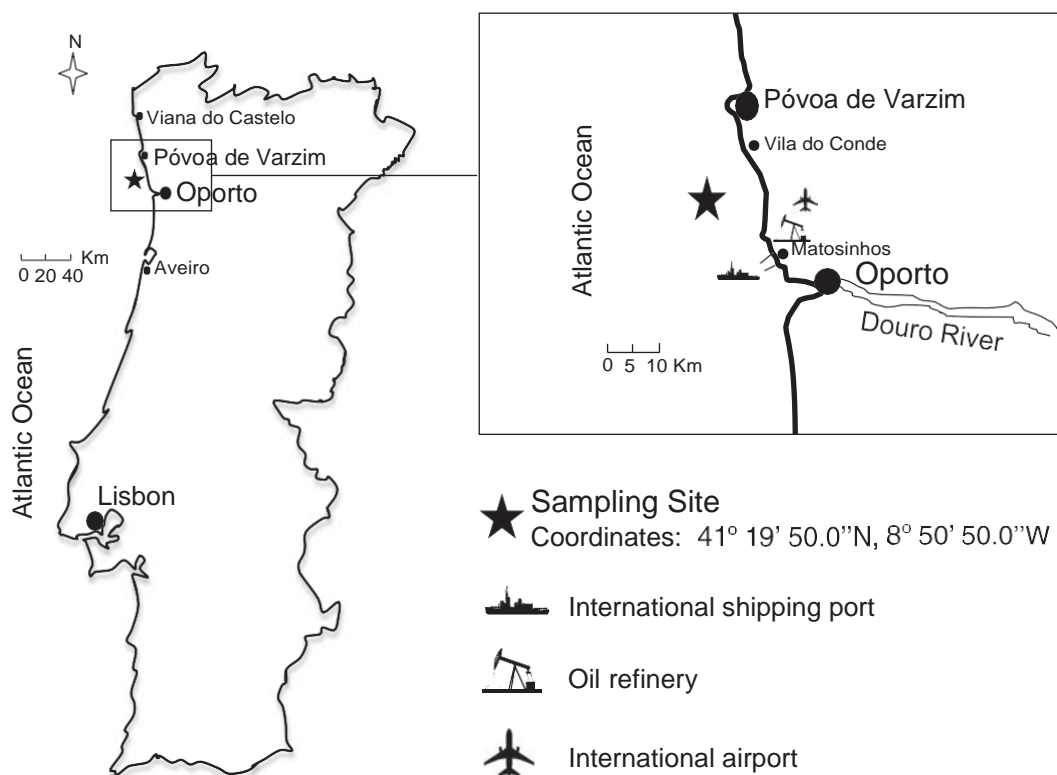 N
Viana do Castelo
Póvoa de Varzim
Oporto
Km
0 20 40
Aveiro
Atlantic Ocean
Lisbon
Póvoa de Varzim
Vila do Conde
Atlantic Ocean
Matosinhos
Oporto
Douro River
0 5 10 Km
Sampling Site
Coordinates: 41° 19' 50.0''N, 8° 50' 50.0''W
International shipping port
Oil refinery
International airport